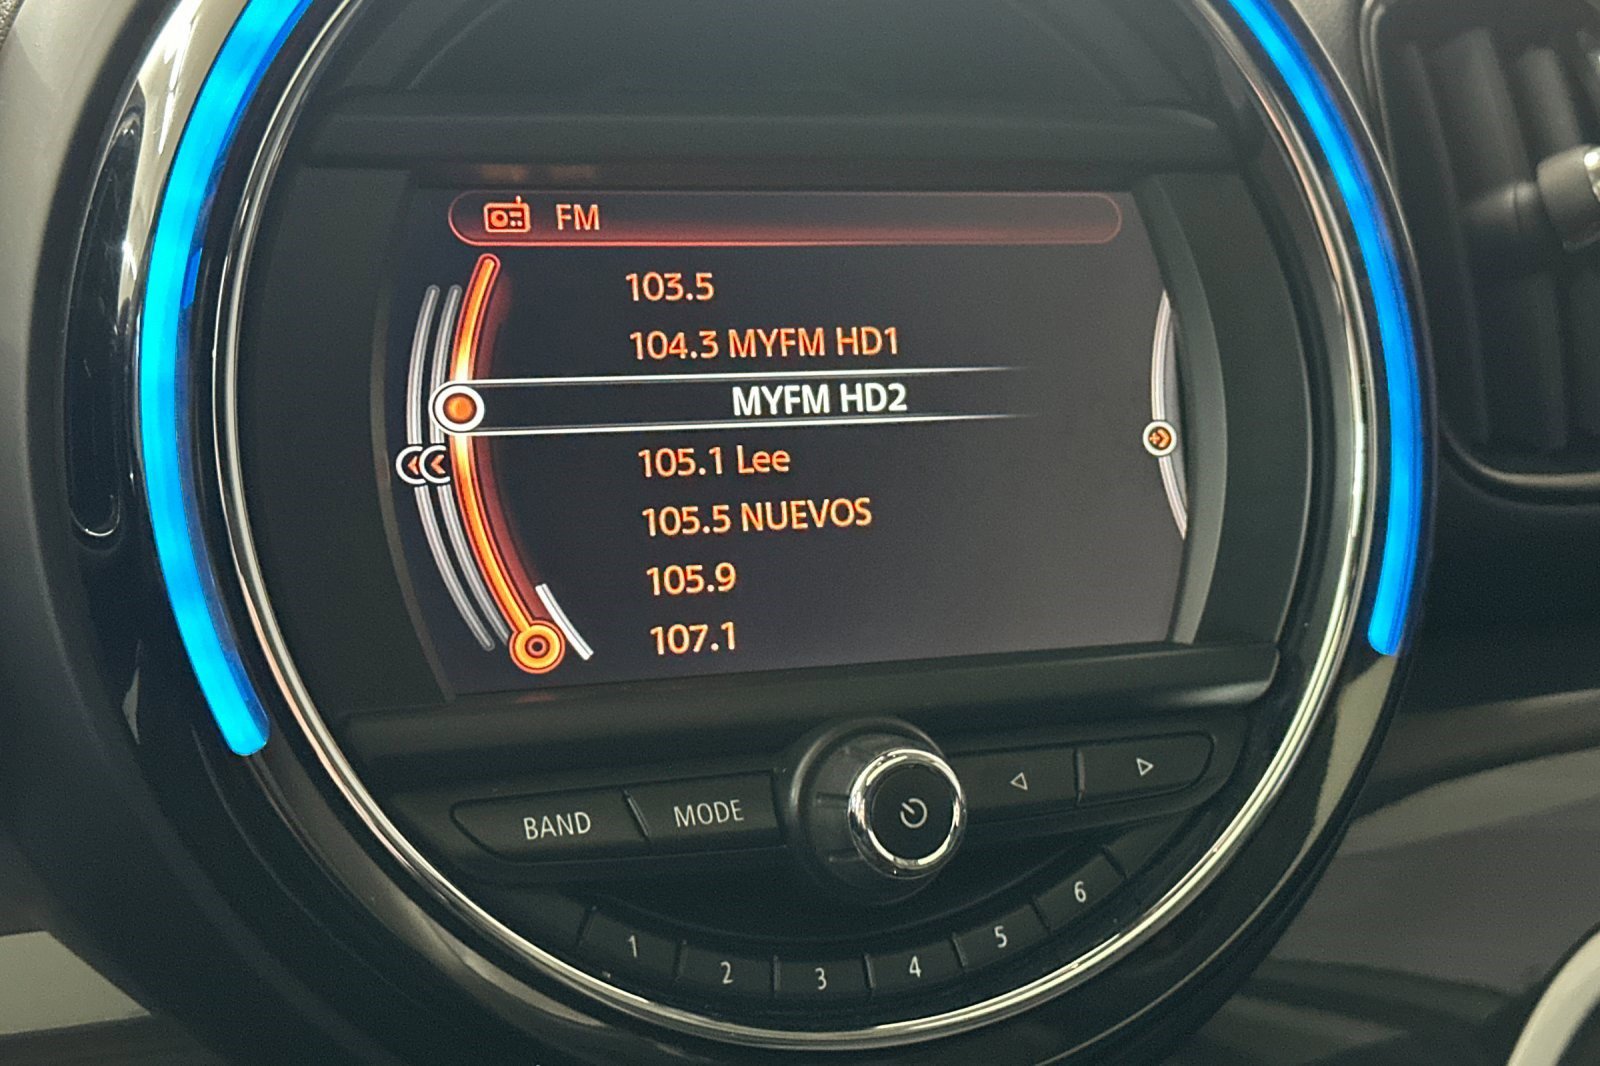 FM
103.5
104.3 MYFM HD1
MYFM HD2
105.1 Lee
105.5 NUEVOS
105.9
107.1
BAND MODE
1 2 3 4 5 6